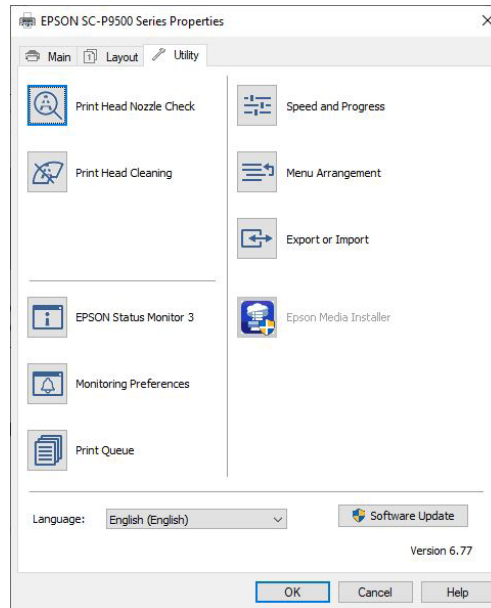 EPSON SC-P9500 Series Properties
Main
Layout
Utility
Print Head Nozzle Check
Speed and Progress
Print Head Cleaning
Menu Arrangement
Export or Import
EPSON Status Monitor 3
Epson Media Installer
Monitoring Preferences
Print Queue
Language:
English (English)
Software Update
Version 6.77
OK
Cancel
Help